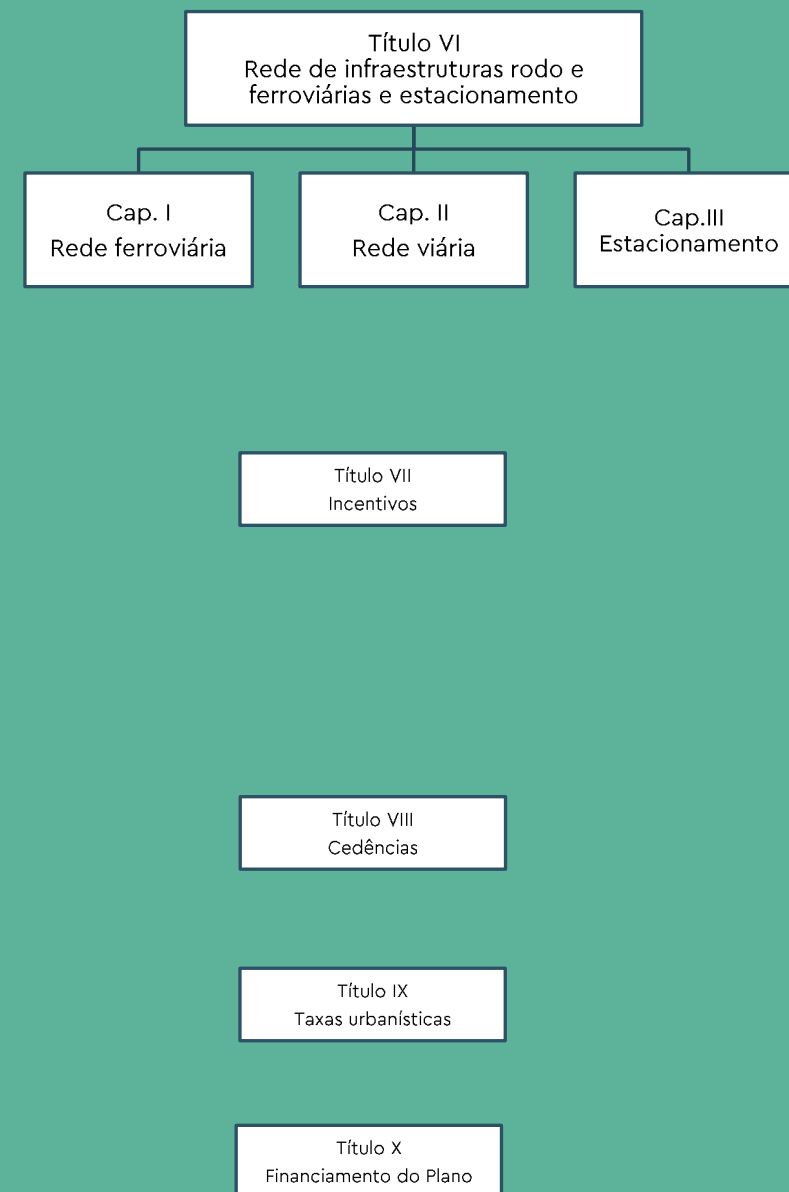 Título VI
Rede de infraestruturas rodo e
ferroviárias e estacionamento
Cap. I
Rede ferroviária
Cap. II
Rede viária
Cap.III
Estacionamento
Título VII
Incentivos
Título VIII
Cedências
Título IX
Taxas urbanísticas
Título X
Financiamento do Plano